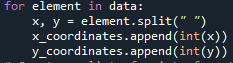 for element in data:
    x, y = element.split(" ")
    x_coordinates.append(int(x))
    y_coordinates.append(int(y))